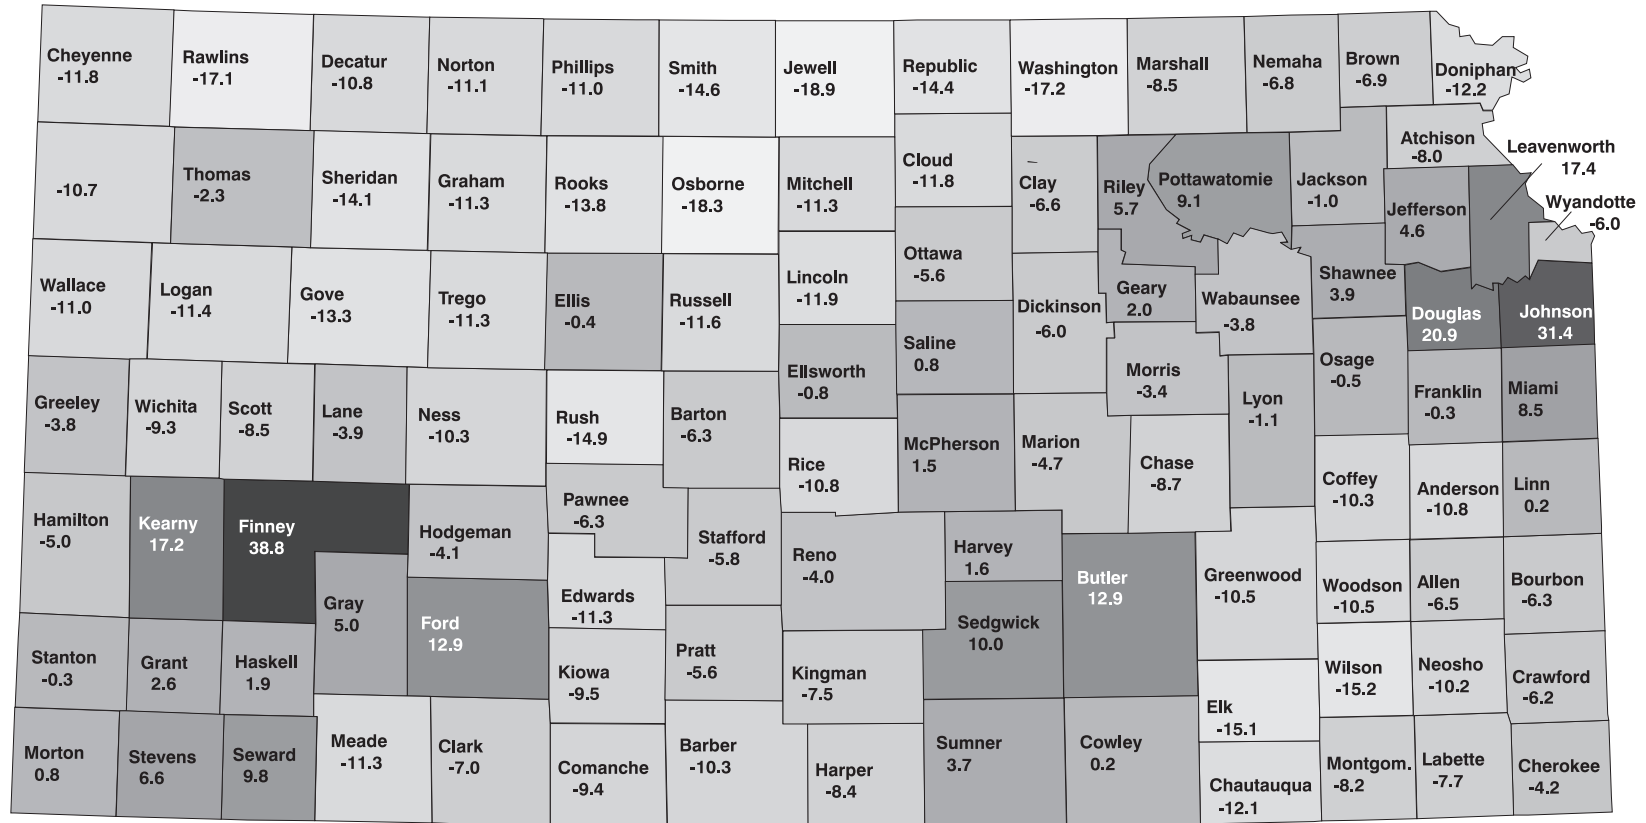 Cheyenne
-11.8
Rawlins
-17.1
Decatur
-10.8
Norton
-11.1
Phillips
-11.0
Smith
-14.6
Jewell
-18.9
Republic
-14.4
Washington
-17.2
Marshall
-8.5
Nemaha
-6.8
Brown
-6.9
Doniphan
-12.2
Atchison
-8.0
Leavenworth
17.4
Wyandotte
-6.0
-10.7
Thomas
-2.3
Sheridan
-14.1
Graham
-11.3
Rooks
-13.8
Osborne
-18.3
Mitchell
-11.3
Cloud
-11.8
Clay
-6.6
Riley
5.7
Pottawatomie
9.1
Jackson
-1.0
Jefferson
4.6
Wallace
-11.0
Logan
-11.4
Gove
-13.3
Trego
-11.3
Ellis
-0.4
Russell
-11.6
Lincoln
-11.9
Ottawa
-5.6
Dickinson
-6.0
Geary
2.0
Wabaunsee
-3.8
Shawnee
3.9
Douglas
20.9
Johnson
31.4
Greeley
-3.8
Wichita
-9.3
Scott
-8.5
Lane
-3.9
Ness
-10.3
Rush
-14.9
Barton
-6.3
Ellsworth
-0.8
Saline
0.8
Morris
-3.4
Lyon
-1.1
Osage
-0.5
Franklin
-0.3
Miami
8.5
Rice
-10.8
McPherson
1.5
Marion
-4.7
Chase
-8.7
Coffey
-10.3
Anderson
-10.8
Linn
0.2
Hamilton
-5.0
Kearny
17.2
Finney
38.8
Hodgeman
-4.1
Pawnee
-6.3
Stafford
-5.8
Reno
-4.0
Harvey
1.6
Butler
12.9
Greenwood
-10.5
Woodson
-10.5
Allen
-6.5
Bourbon
-6.3
Gray
5.0
Ford
12.9
Edwards
-11.3
Sedgwick
10.0
Stanton
-0.3
Grant
2.6
Haskell
1.9
Kiowa
-9.5
Pratt
-5.6
Kingman
-7.5
Wilson
-15.2
Neosho
-10.2
Crawford
-6.2
Morton
0.8
Stevens
6.6
Seward
9.8
Meade
-11.3
Clark
-7.0
Comanche
-9.4
Barber
-10.3
Harper
-8.4
Sumner
3.7
Cowley
0.2
Elk
-15.1
Chautauqua
-12.1
Montgom.
-8.2
Labette
-7.7
Cherokee
-4.2